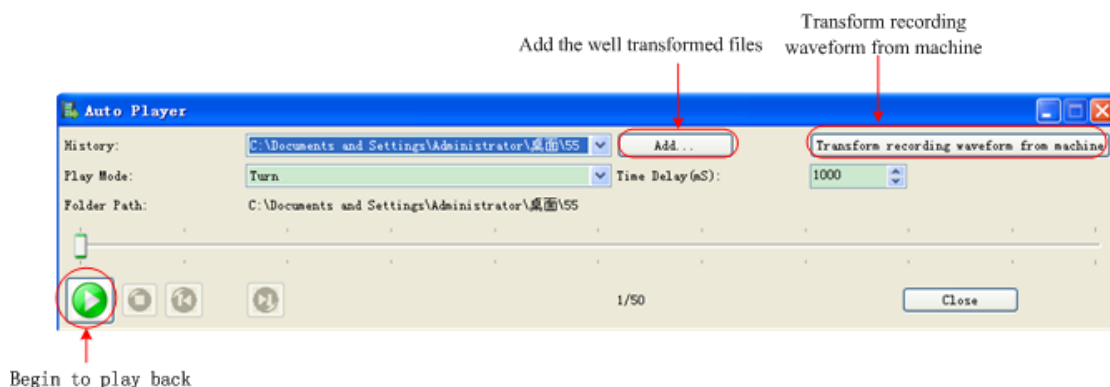 Transform recording
waveform from machine
Add the well transformed files
Auto Player
History: C:\Documents and Settings\Administrator\桌面\55 Add... Transform recording waveform from machine
Play Mode: Turn Time Delay(mS): 1000
Folder Path: C:\Documents and Settings\Administrator\桌面\55
1/50 Close
Begin to play back